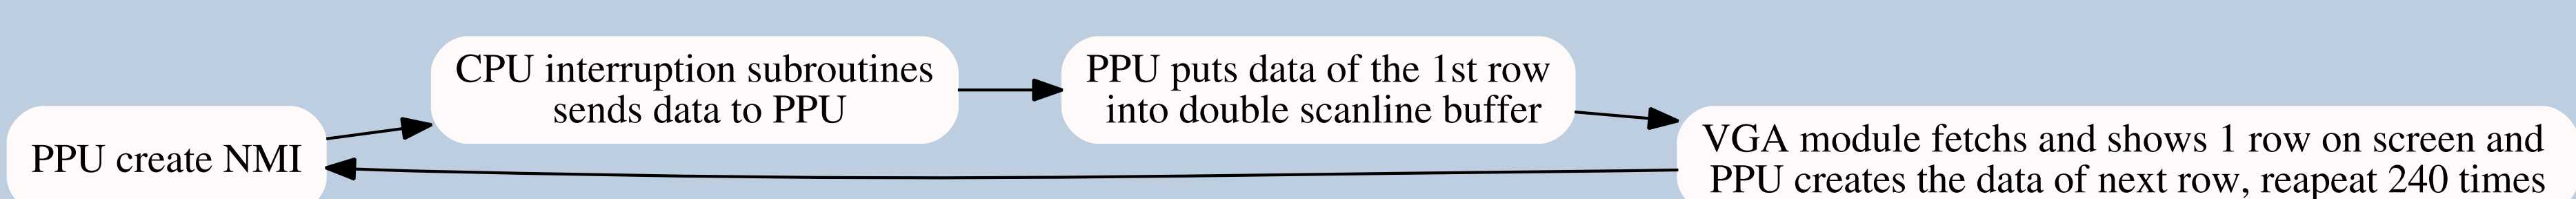 PPU create NMI
CPU interruption subroutines
sends data to PPU
PPU puts data of the 1st row
into double scanline buffer
VGA module fetchs and shows 1 row on screen and
PPU creates the data of next row, reapeat 240 times